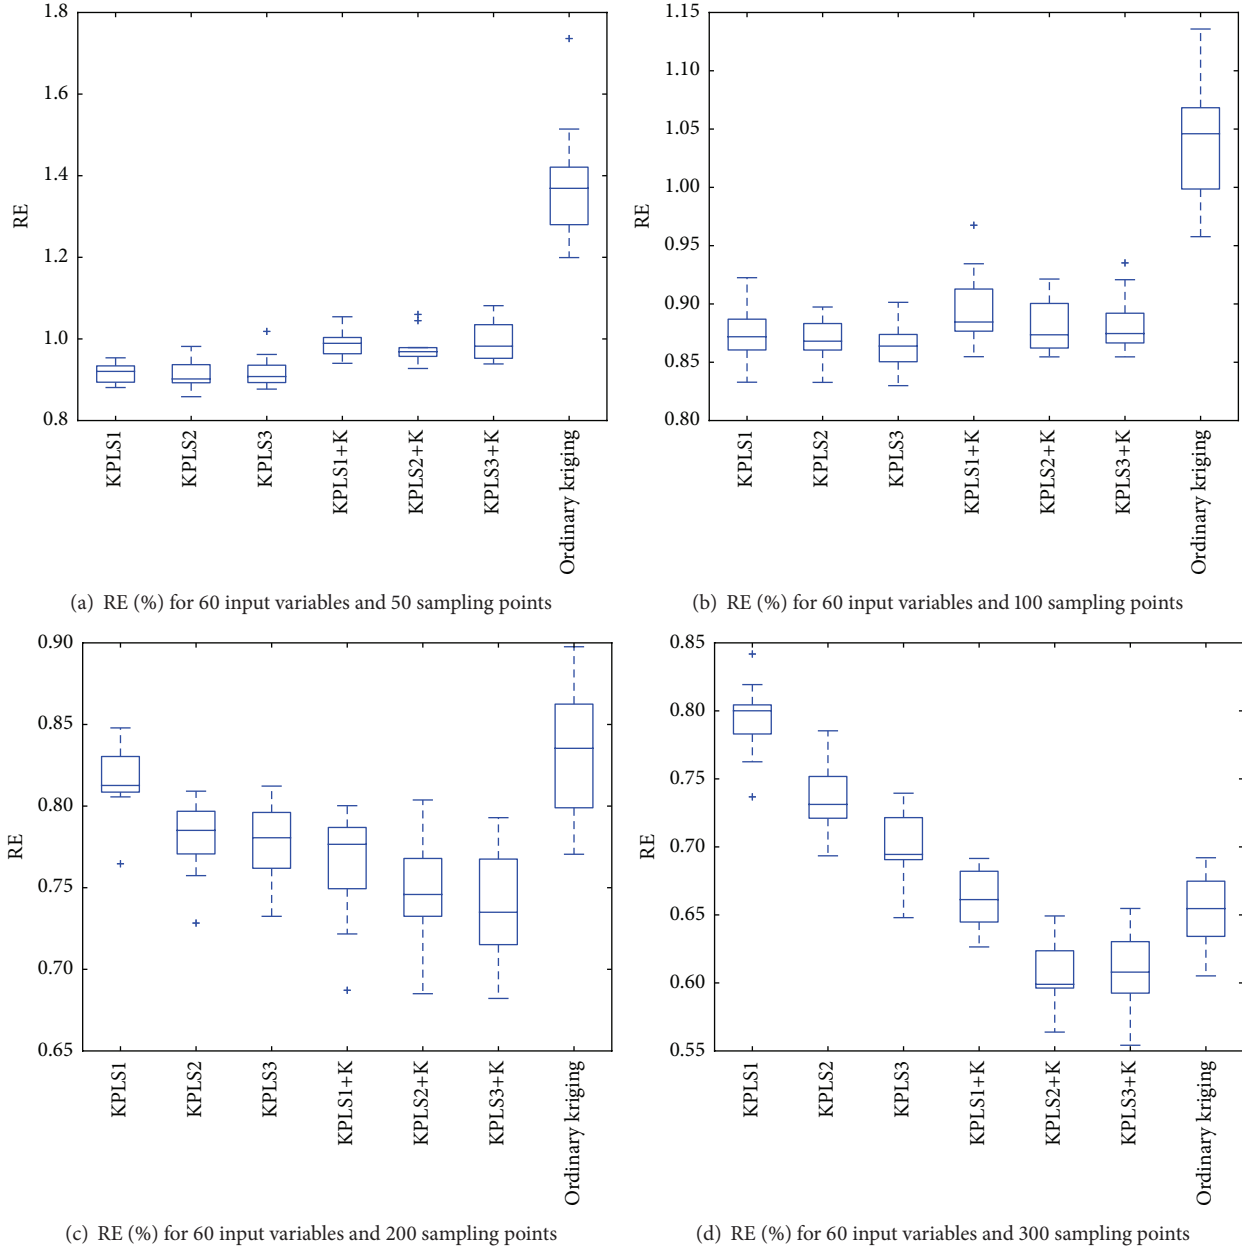 1.8
1.6
1.4
1.2
1.0
0.8
RE
KPLS1
KPLS2
KPLS3
KPLS1+K
KPLS2+K
KPLS3+K
Ordinary kriging
(a) RE (%) for 60 input variables and 50 sampling points
1.15
1.10
1.05
1.00
0.95
0.90
0.85
0.80
RE
KPLS1
KPLS2
KPLS3
KPLS1+K
KPLS2+K
KPLS3+K
Ordinary kriging
(b) RE (%) for 60 input variables and 100 sampling points
0.90
0.85
0.80
0.75
0.70
0.65
RE
KPLS1
KPLS2
KPLS3
KPLS1+K
KPLS2+K
KPLS3+K
Ordinary kriging
(c) RE (%) for 60 input variables and 200 sampling points
0.85
0.80
0.75
0.70
0.65
0.60
0.55
RE
KPLS1
KPLS2
KPLS3
KPLS1+K
KPLS2+K
KPLS3+K
Ordinary kriging
(d) RE (%) for 60 input variables and 300 sampling points